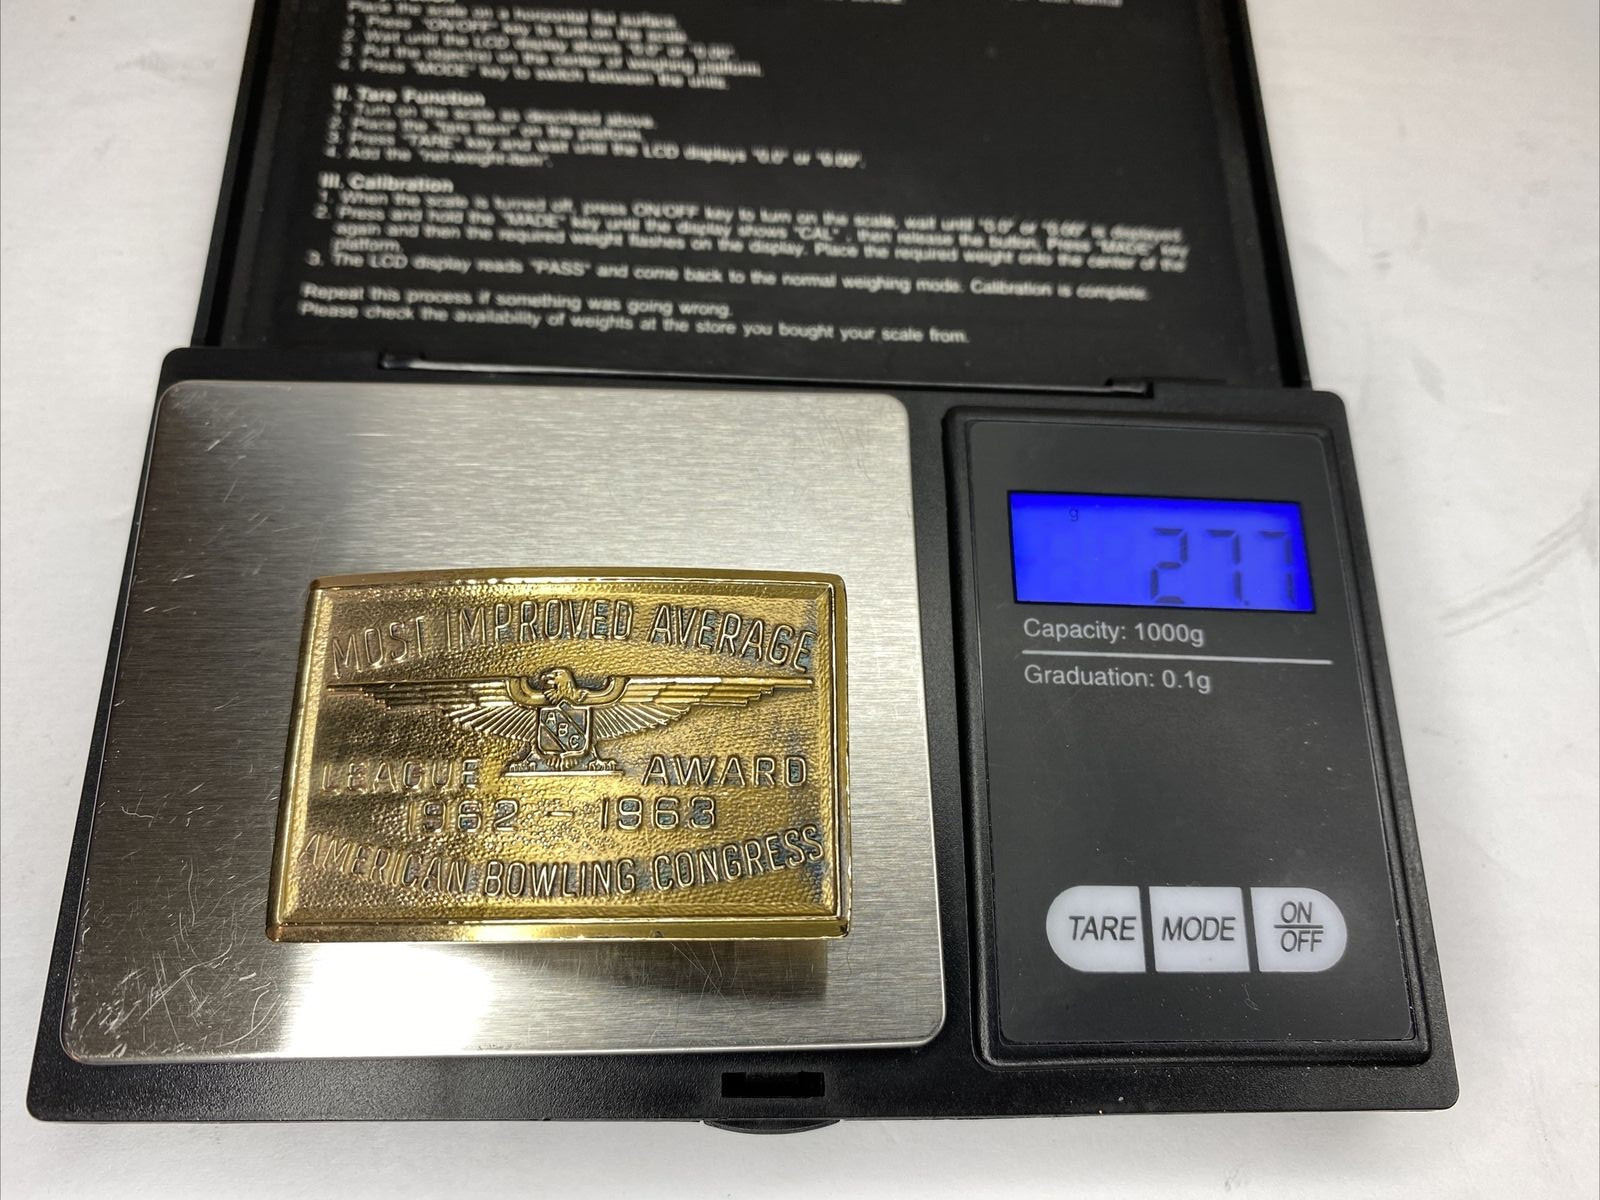 Place the scale on a horizontal flat surface.
1. Press "ON/OFF" key to turn on the scale.
2. Wait until the LCD display shows "0.0" or "0.00".
3. Put the object(s) on the center of weighing platform.
4. Press "MODE" key to switch between the units.
II. Tare Function
1. Turn on the scale as described above.
2. Place the "tare item" on the platform.
3. Press "TARE" key and wait until the LCD displays "0.0" or "0.00".
4. Add the "net-weight-item".
III. Calibration
1. When the scale is turned off, press ON/OFF key to turn on the scale, wait until "0.0" or "0.00" is displayed.
2. Press and hold the "MADE" key until the display shows "CAL", then release the button, Press "MADE" key
again and then the required weight flashes on the display. Place the required weight onto the center of the
platform.
3. The LCD display reads "PASS" and come back to the normal weighing mode. Calibration is complete.
Repeat this process if something was going wrong.
Please check the availability of weights at the store you bought your scale from.
MOST IMPROVED AVERAGE
ABC
LEAGUE AWARD
1962 - 1963
AMERICAN BOWLING CONGRESS
g
27.7
Capacity: 1000g
Graduation: 0.1g
TARE MODE ON/OFF